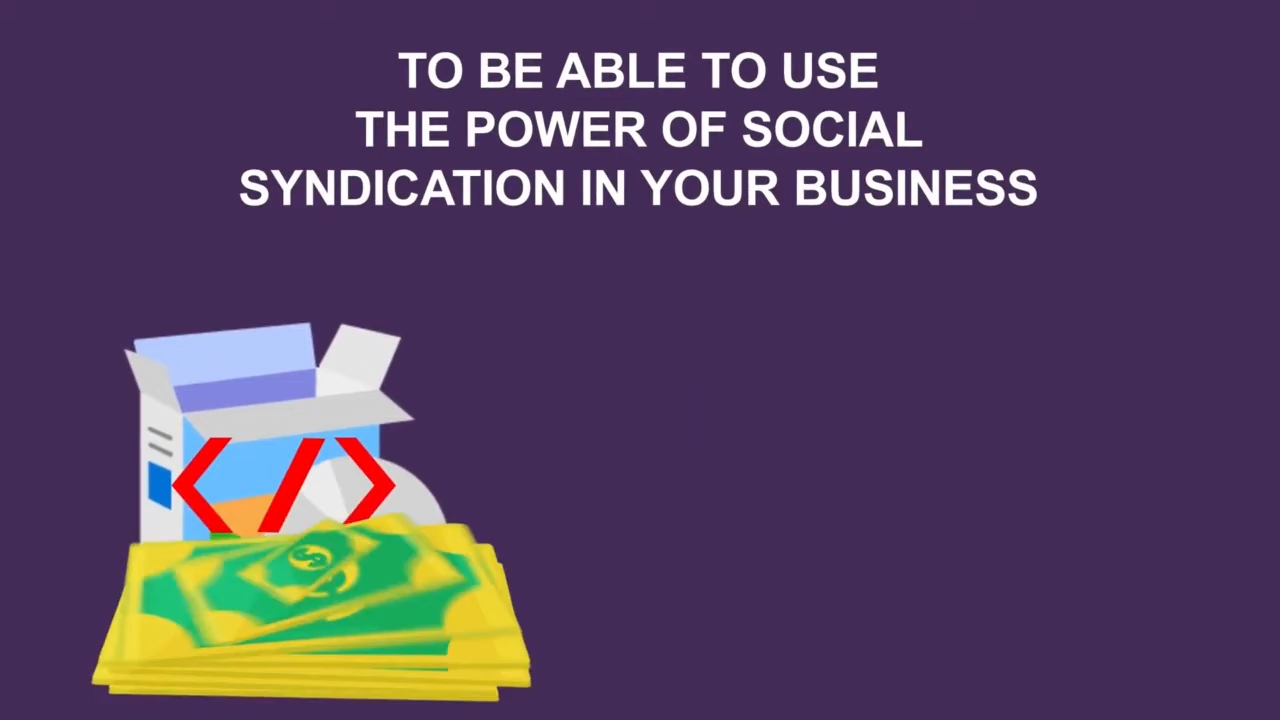 TO BE ABLE TO USE
THE POWER OF SOCIAL
SYNDICATION IN YOUR BUSINESS
</>
$